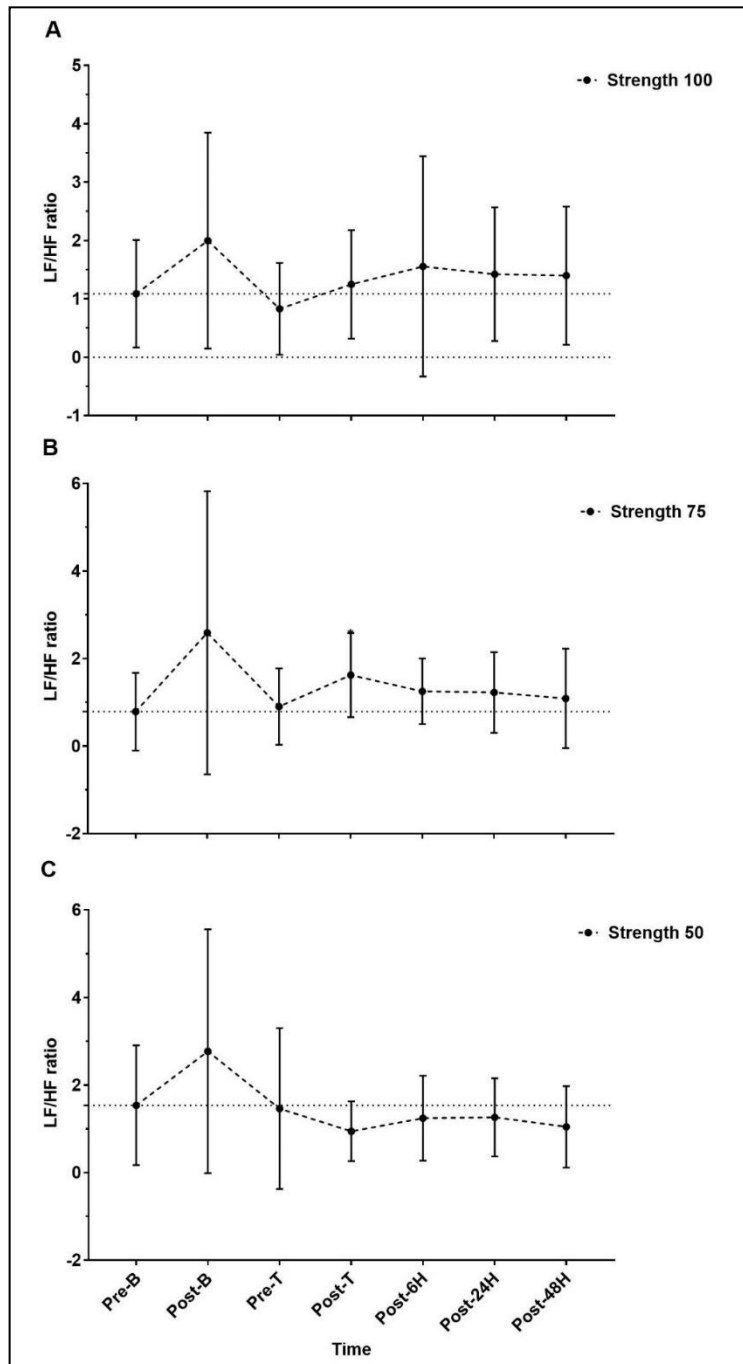 A
5
4
3
2
1
0
-1
LF/HF ratio
Strength 100
B
6
4
2
0
-2
LF/HF ratio
Strength 75
*
C
6
4
2
0
-2
LF/HF ratio
Strength 50
Pre-B
Post-B
Pre-T
Post-T
Post-6H
Post-24H
Post-48H
Time